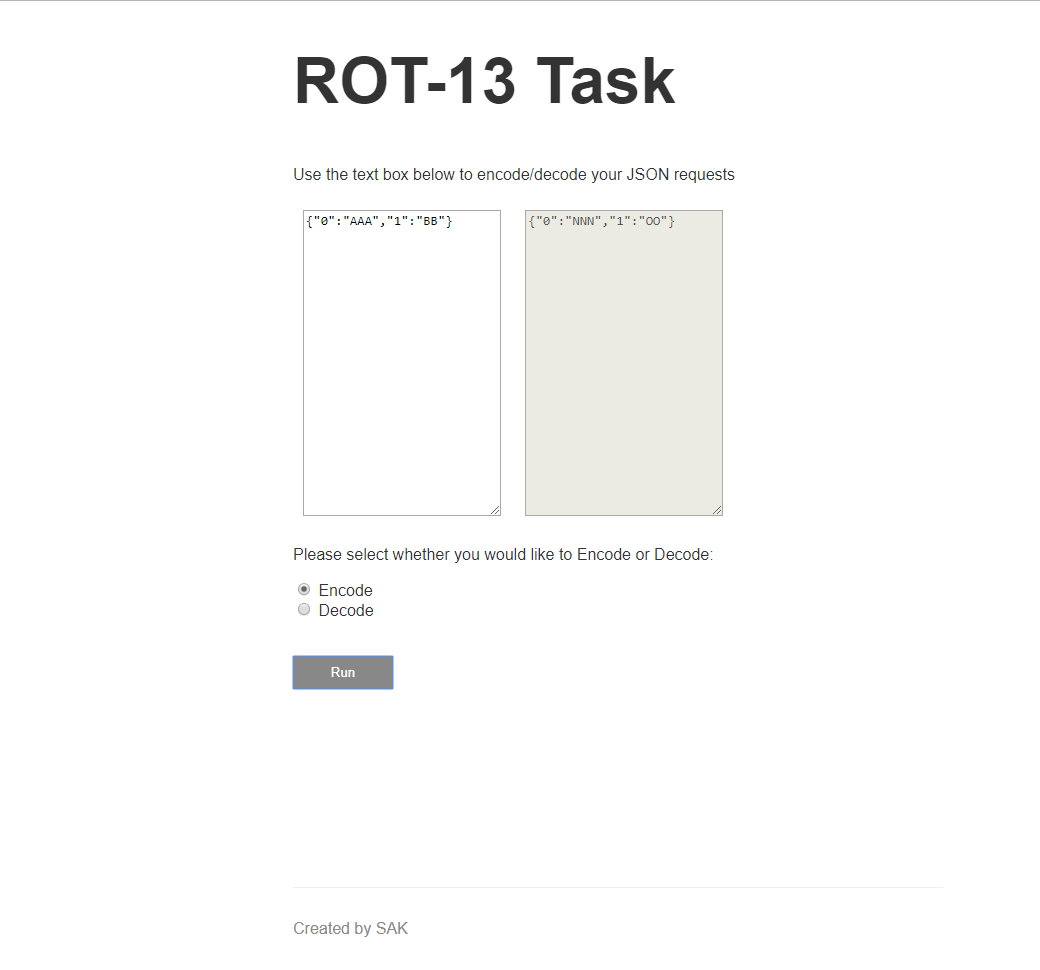 ROT-13 Task
Use the text box below to encode/decode your JSON requests
{"0":"AAA","1":"BB"}
{"0":"NNN","1":"OO"}
Please select whether you would like to Encode or Decode:
Encode
Decode
Run
Created by SAK